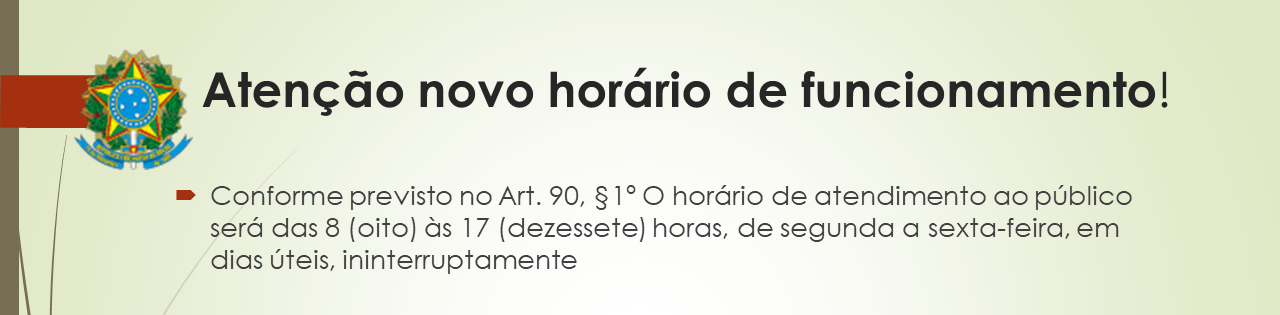 Atenção novo horário de funcionamento!
Conforme previsto no Art. 90, §1º O horário de atendimento ao público
será das 8 (oito) às 17 (dezessete) horas, de segunda a sexta-feira, em
dias úteis, ininterruptamente